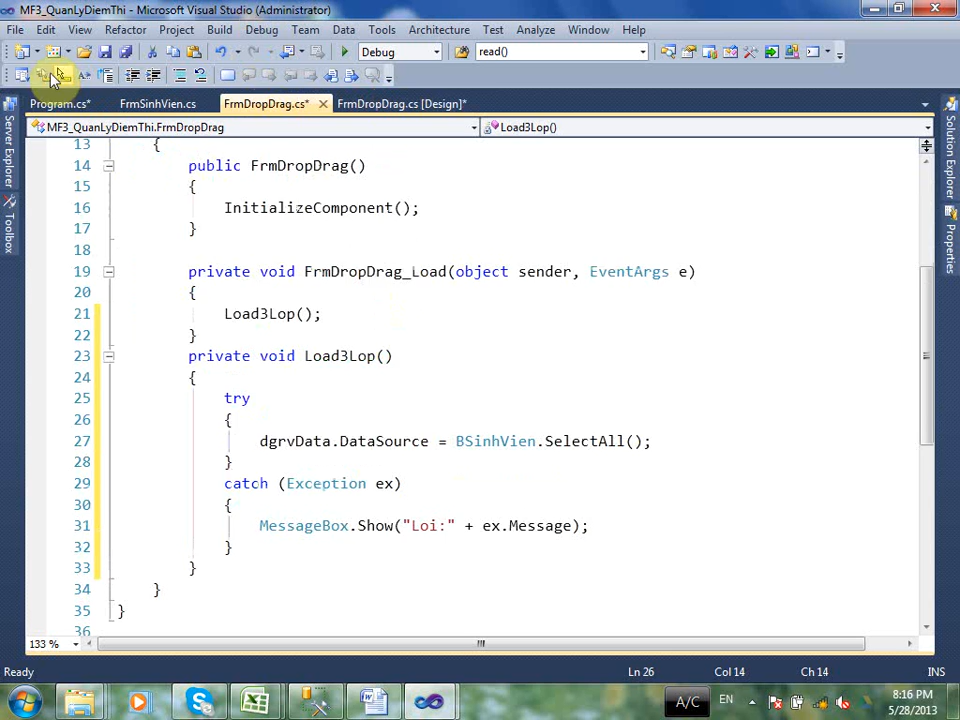 MF3_QuanLyDiemThi - Microsoft Visual Studio (Administrator)
File Edit View Refactor Project Build Debug Team Data Tools Architecture Test Analyze Window Help
Debug read()
Program.cs* FrmSinhVien.cs FrmDropDrag.cs* FrmDropDrag.cs [Design]*
MF3_QuanLyDiemThi.FrmDropDrag Load3Lop()
Server Explorer
Toolbox
Solution Explorer
Properties
13 {
14 public FrmDropDrag()
15 {
16 InitializeComponent();
17 }
18
19 private void FrmDropDrag_Load(object sender, EventArgs e)
20 {
21 Load3Lop();
22 }
23 private void Load3Lop()
24 {
25 try
26 {
27 dgrvData.DataSource = BSinhVien.SelectAll();
28 }
29 catch (Exception ex)
30 {
31 MessageBox.Show("Loi:" + ex.Message);
32 }
33 }
34 }
35 }
36
133 %
Ready Ln 26 Col 14 Ch 14 INS
A/C EN 8:16 PM
5/28/2013